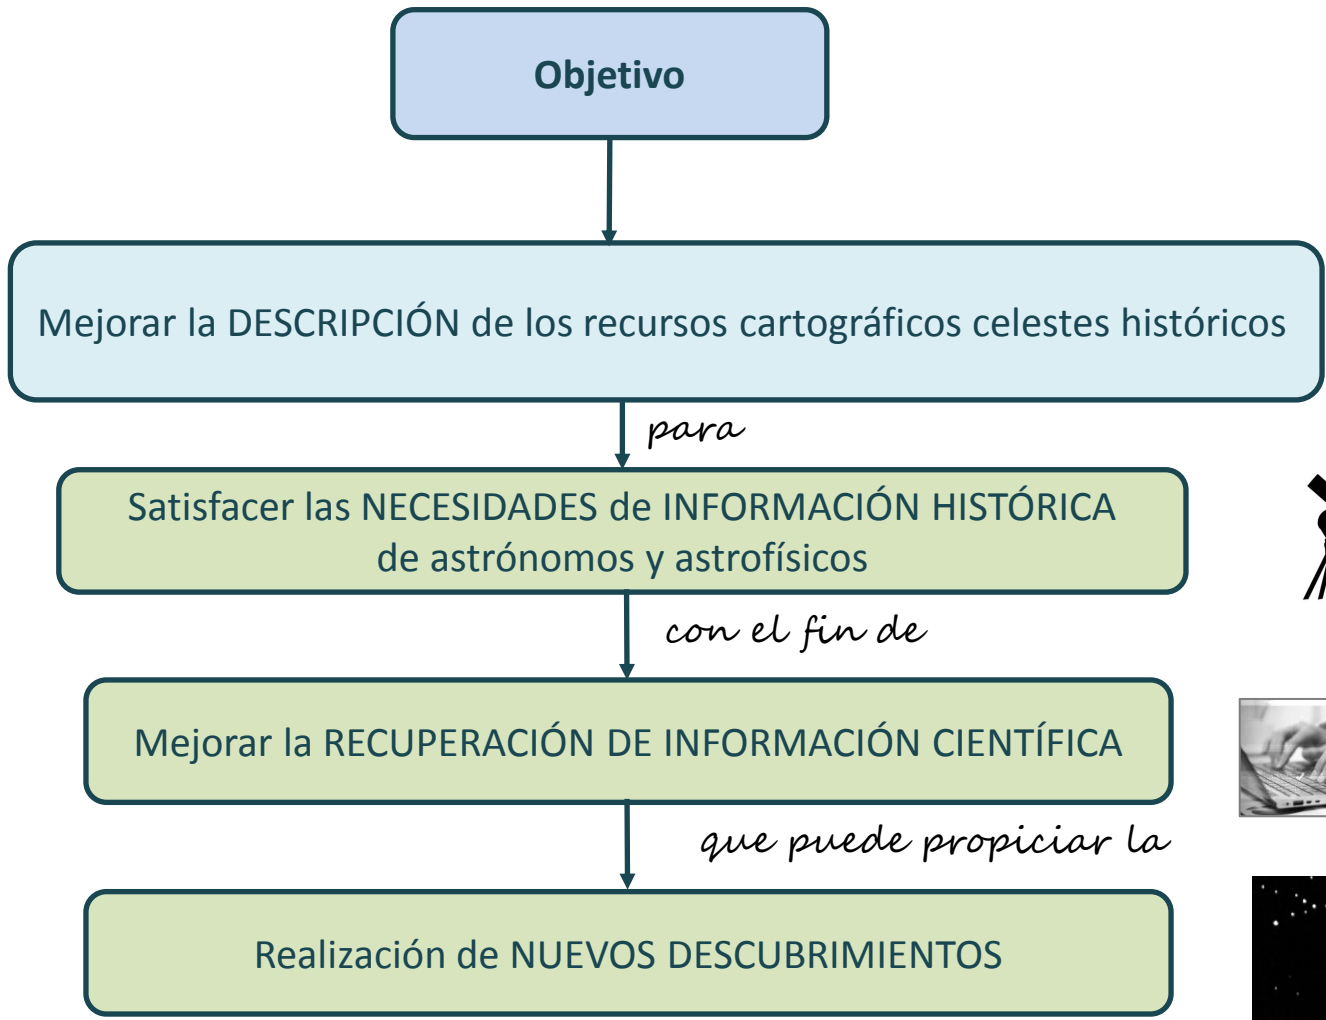 Objetivo
Mejorar la DESCRIPCIÓN de los recursos cartográficos celestes históricos
para
Satisfacer las NECESIDADES de INFORMACIÓN HISTÓRICA
de astrónomos y astrofísicos
con el fin de
Mejorar la RECUPERACIÓN DE INFORMACIÓN CIENTÍFICA
que puede propiciar la
Realización de NUEVOS DESCUBRIMIENTOS